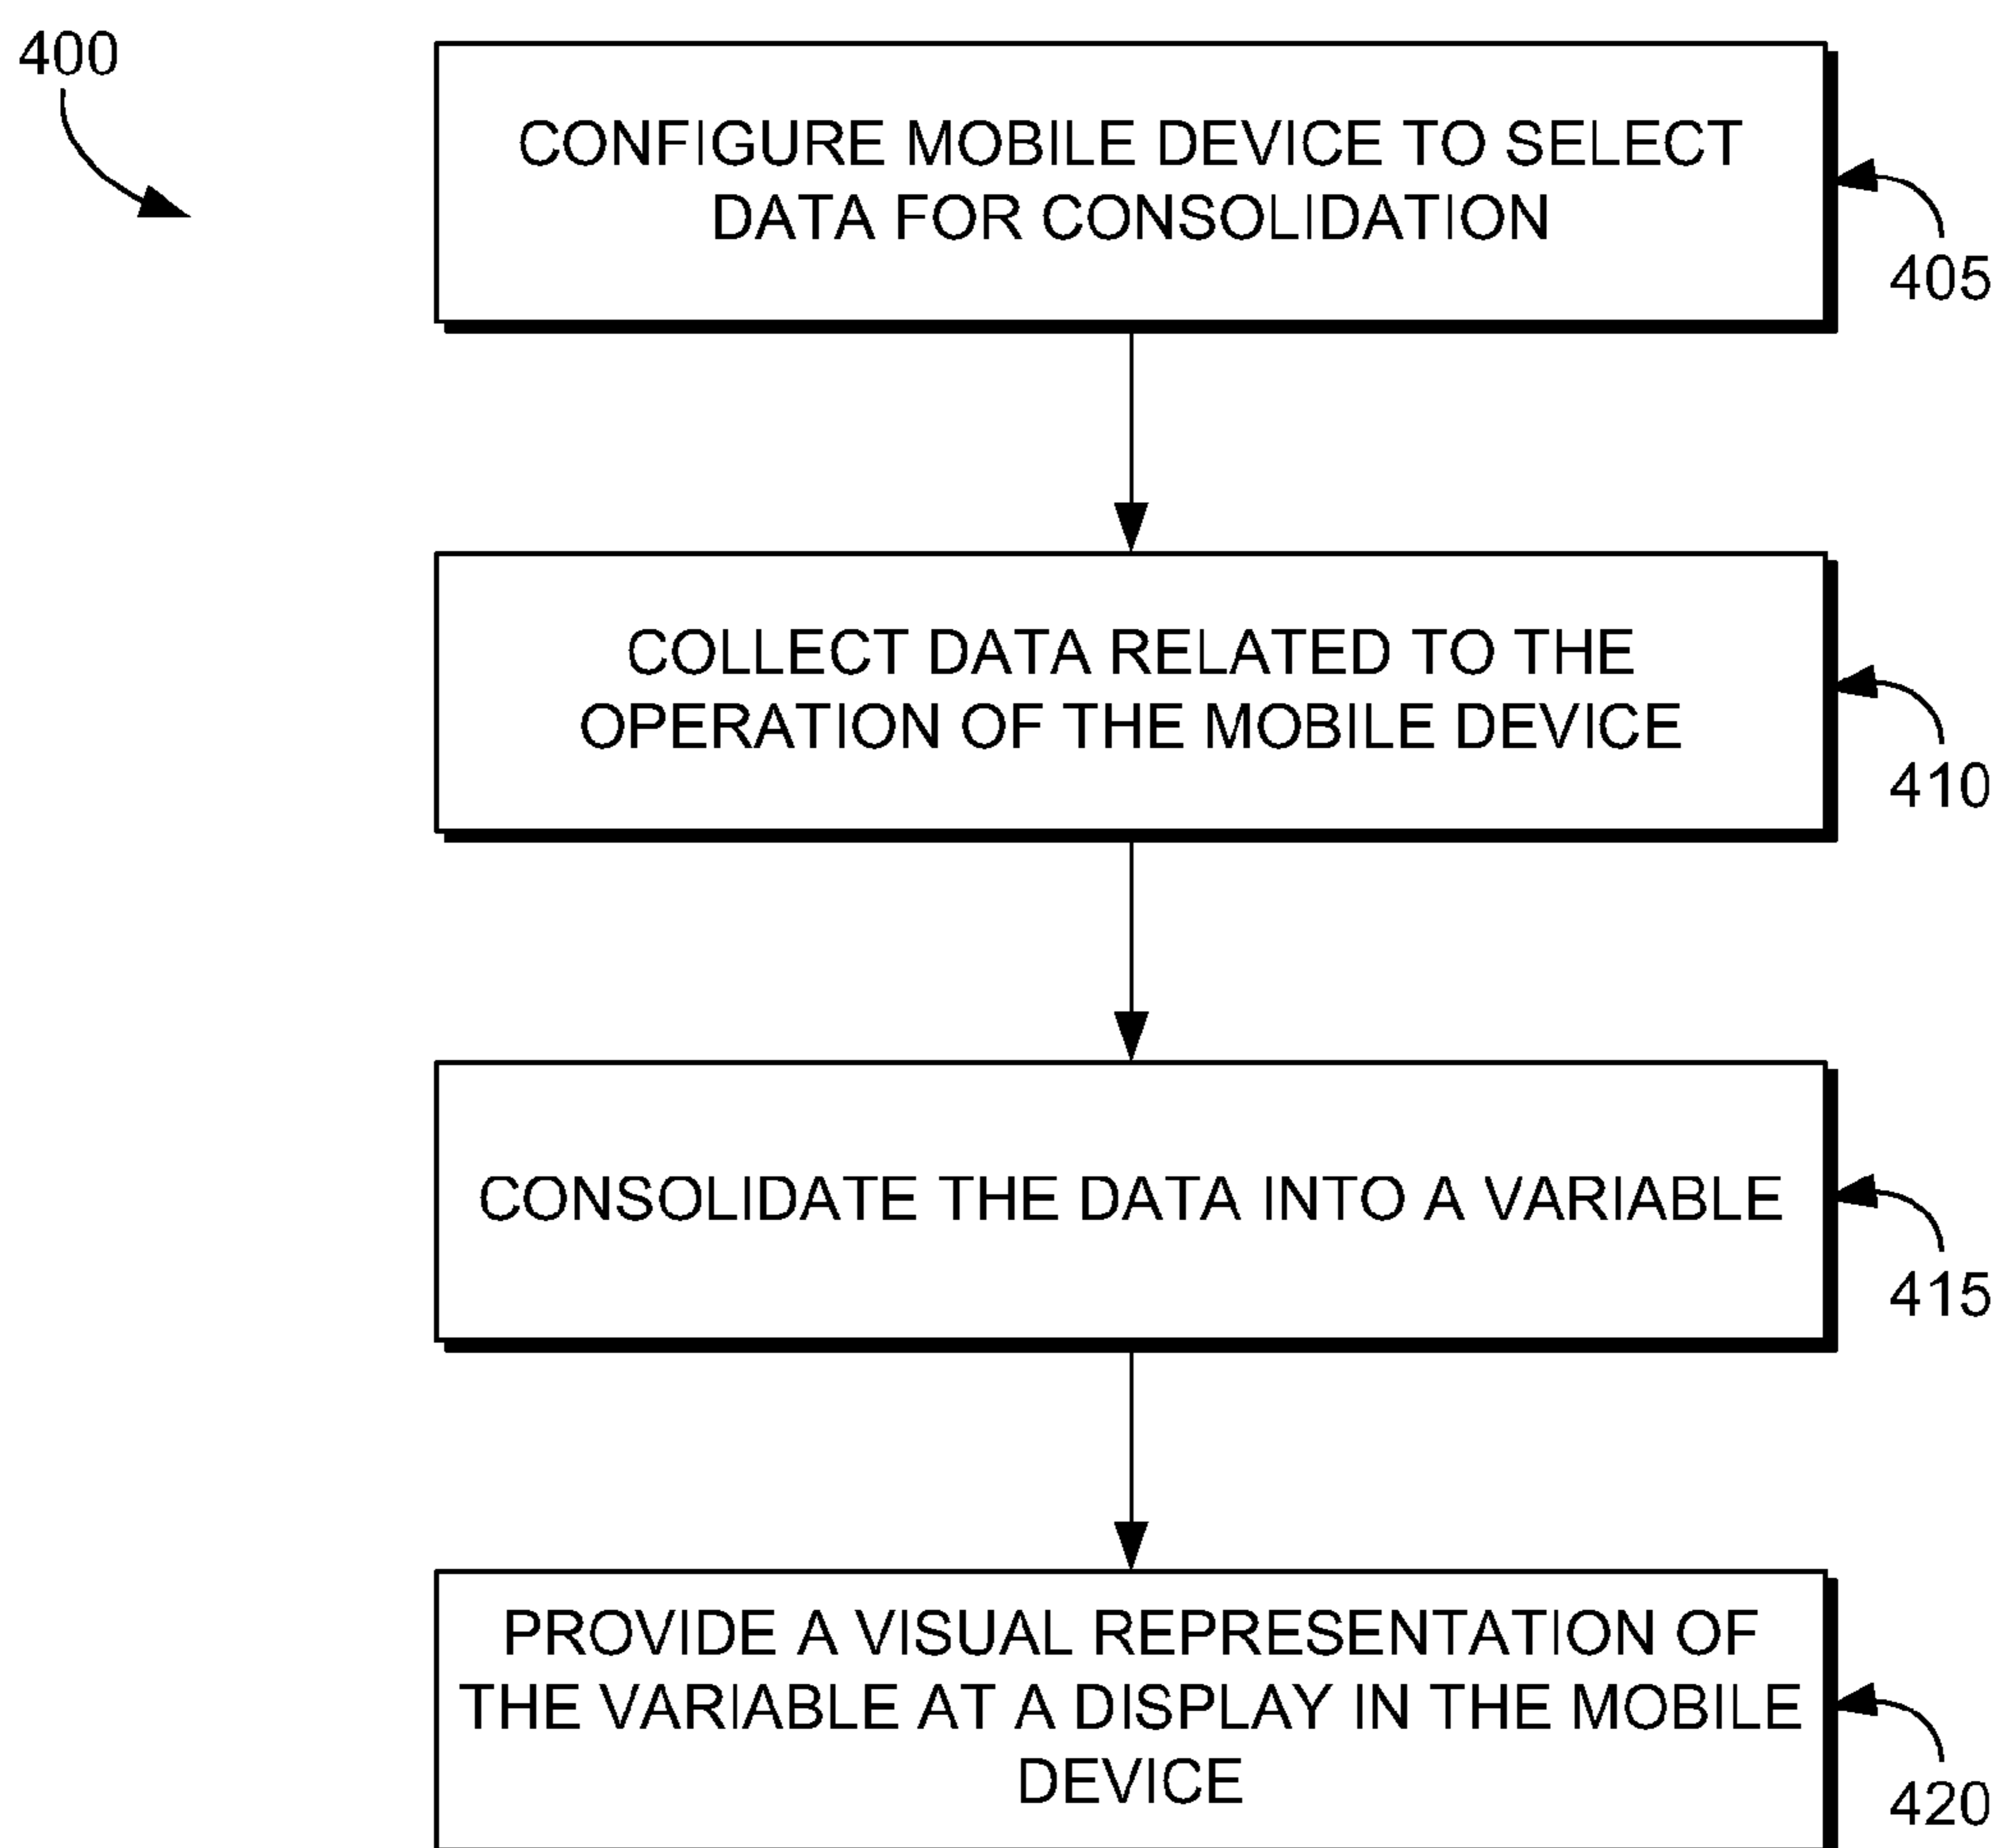 400
CONFIGURE MOBILE DEVICE TO SELECT
DATA FOR CONSOLIDATION
405
COLLECT DATA RELATED TO THE
OPERATION OF THE MOBILE DEVICE
410
CONSOLIDATE THE DATA INTO A VARIABLE
415
PROVIDE A VISUAL REPRESENTATION OF
THE VARIABLE AT A DISPLAY IN THE MOBILE
DEVICE
420